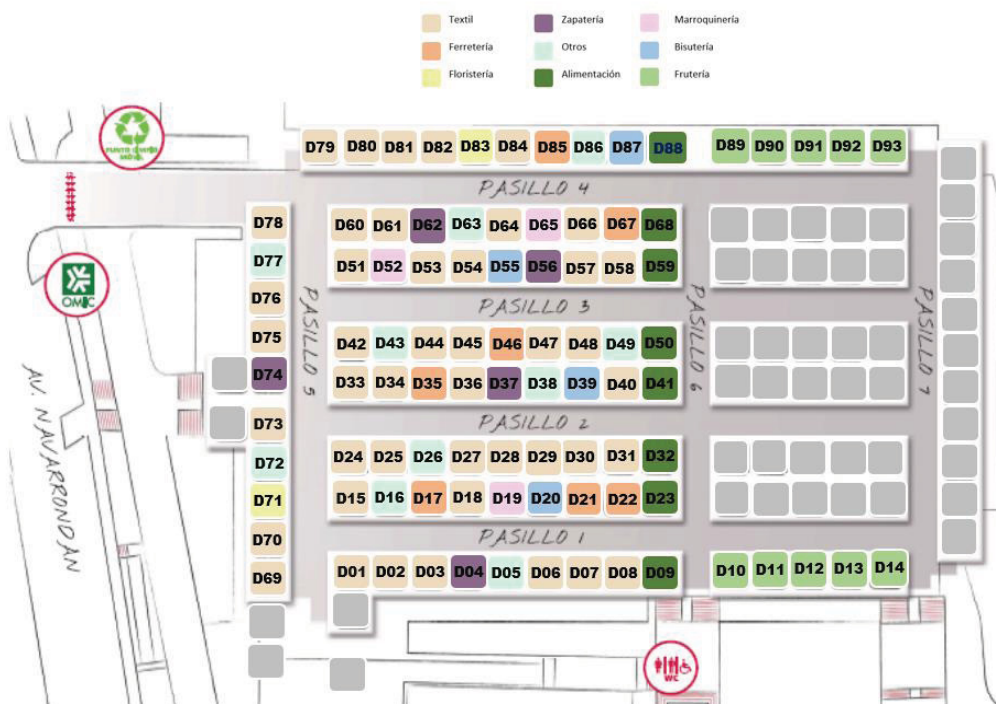 Textil Zapatería Marroquinería
Ferretería Otros Bisutería
Floristería Alimentación Frutería
D79 D80 D81 D82 D83 D84 D85 D86 D87 D88 D89 D90 D91 D92 D93
PASILLO 4
D78 D60 D61 D62 D63 D64 D65 D66 D67 D68
D77 D51 D52 D53 D54 D55 D56 D57 D58 D59
OMIC
D76
PASILLO 3
PASILLO 5
PASILLO 6
PASILLO 7
D75 D42 D43 D44 D45 D46 D47 D48 D49 D50
D74 D33 D34 D35 D36 D37 D38 D39 D40 D41
AV. NAVARRONDAN
D73
PASILLO 2
D72 D24 D25 D26 D27 D28 D29 D30 D31 D32
D71 D15 D16 D17 D18 D19 D20 D21 D22 D23
D70
PASILLO 1
D69 D01 D02 D03 D04 D05 D06 D07 D08 D09 D10 D11 D12 D13 D14
WC